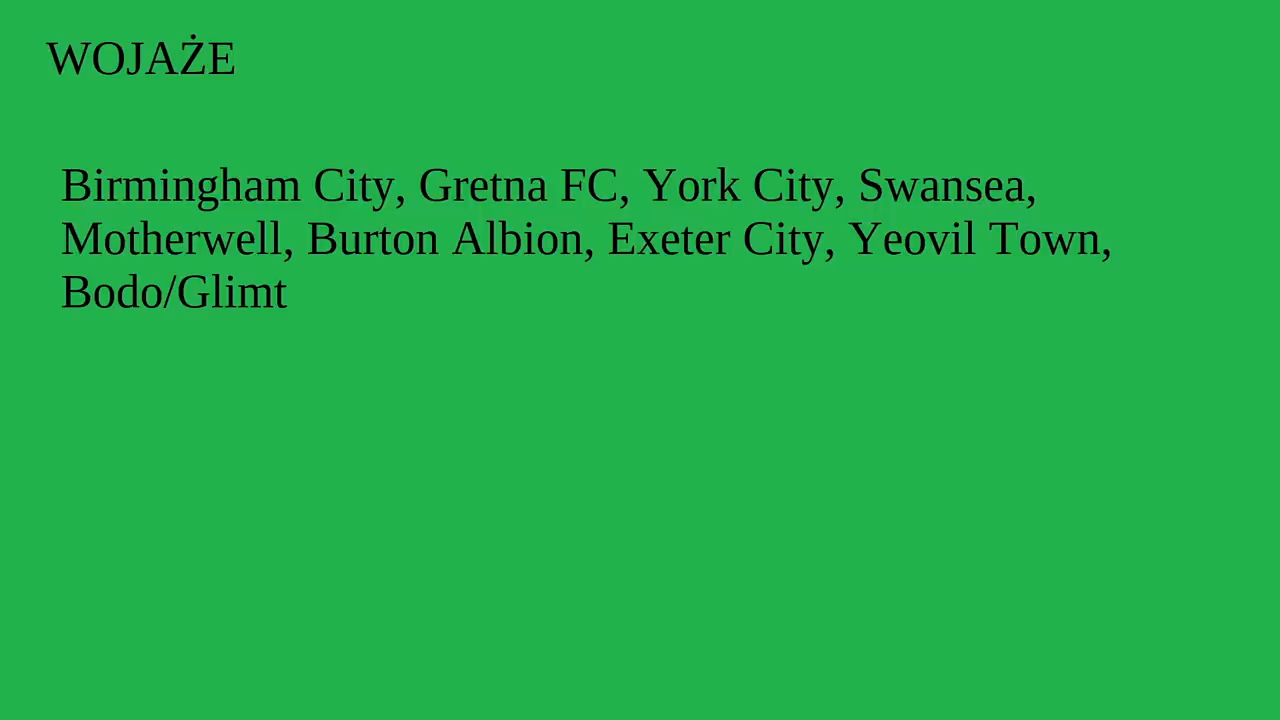 WOJAŻE
Birmingham City, Gretna FC, York City, Swansea,
Motherwell, Burton Albion, Exeter City, Yeovil Town,
Bodo/Glimt